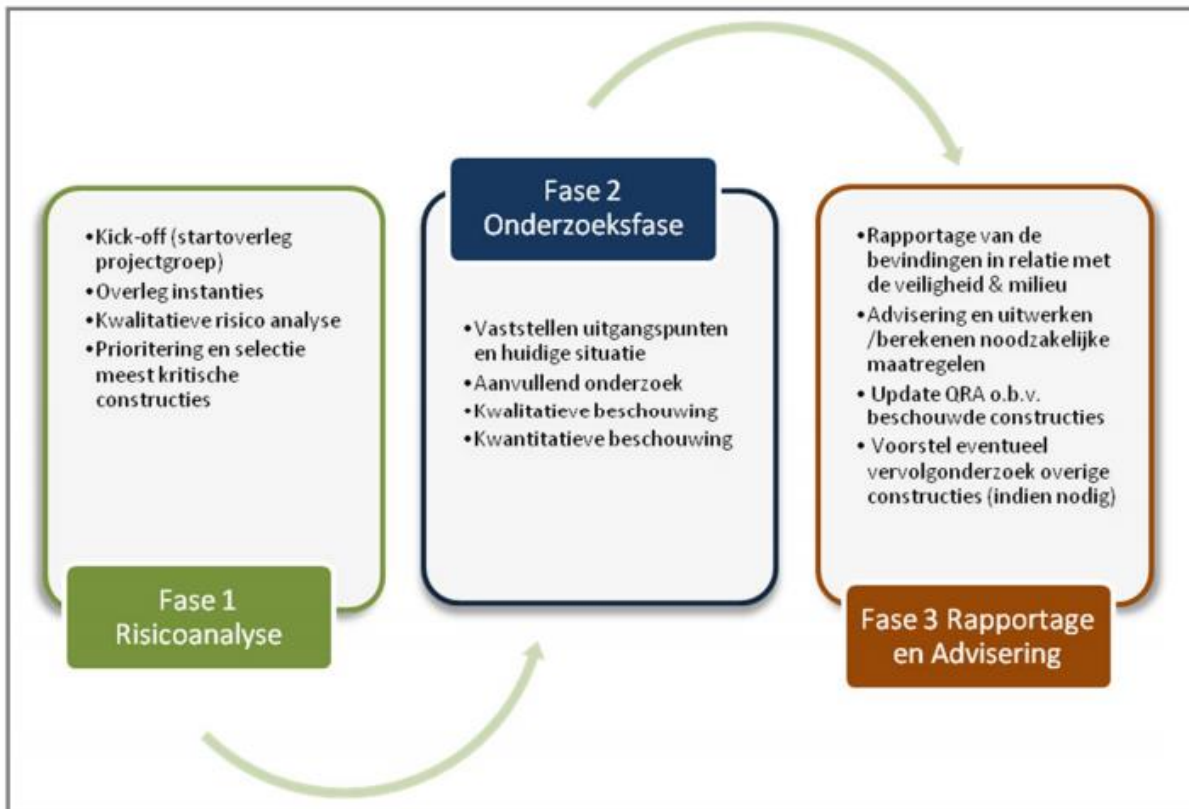 •Kick-off (startoverleg
projectgroep)
•Overleg instanties
•Kwalitatieve risico analyse
•Prioritering en selectie
meest kritische
constructies
Fase 1
Risicoanalyse
Fase 2
Onderzoeksfase
•Vaststellen uitgangspunten
en huidige situatie
•Aanvullend onderzoek
•Kwalitatieve beschouwing
•Kwantitatieve beschouwing
•Rapportage van de
bevindingen in relatie met
de veiligheid & milieu
•Advisering en uitwerken
/berekenen noodzakelijke
maatregelen
• Update QRA o.b.v.
beschouwde constructies
• Voorstel eventueel
vervolgonderzoek overige
constructies (indien nodig)
Fase 3 Rapportage
en Advisering